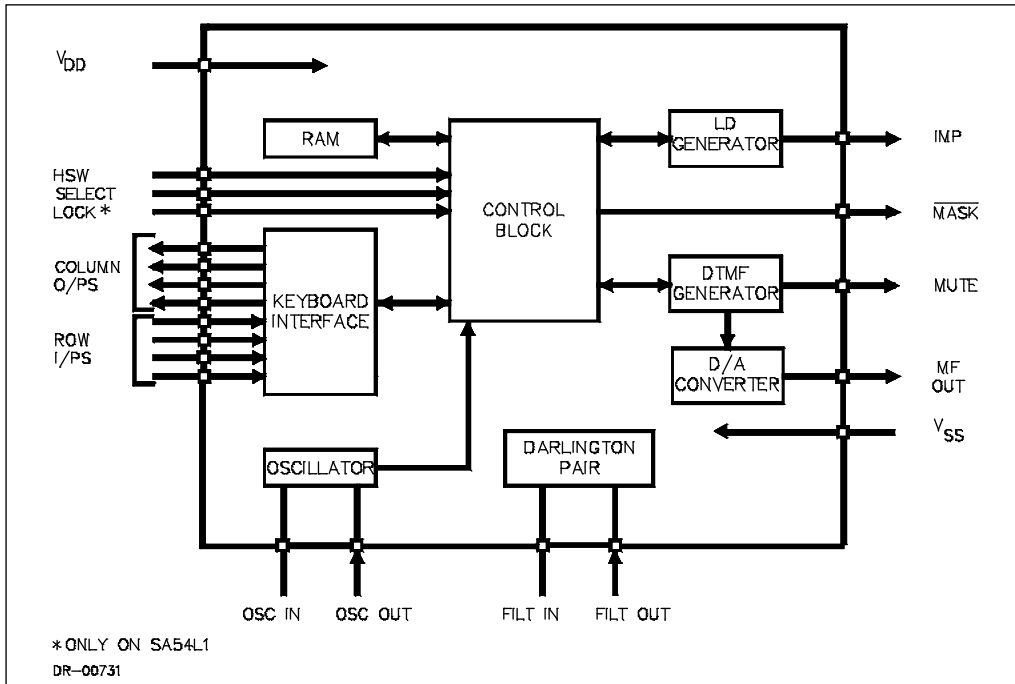 VDD
RAM
LD
GENERATOR
IMP
HSW
SELECT
LOCK *
CONTROL
BLOCK
MASK
COLUMN
O/PS
KEYBOARD
INTERFACE
DTMF
GENERATOR
MUTE
ROW
I/PS
D/A
CONVERTER
MF
OUT
VSS
OSCILLATOR
DARLINGTON
PAIR
OSC IN
OSC OUT
FILT IN
FILT OUT
* ONLY ON SA54L1
DR-00731